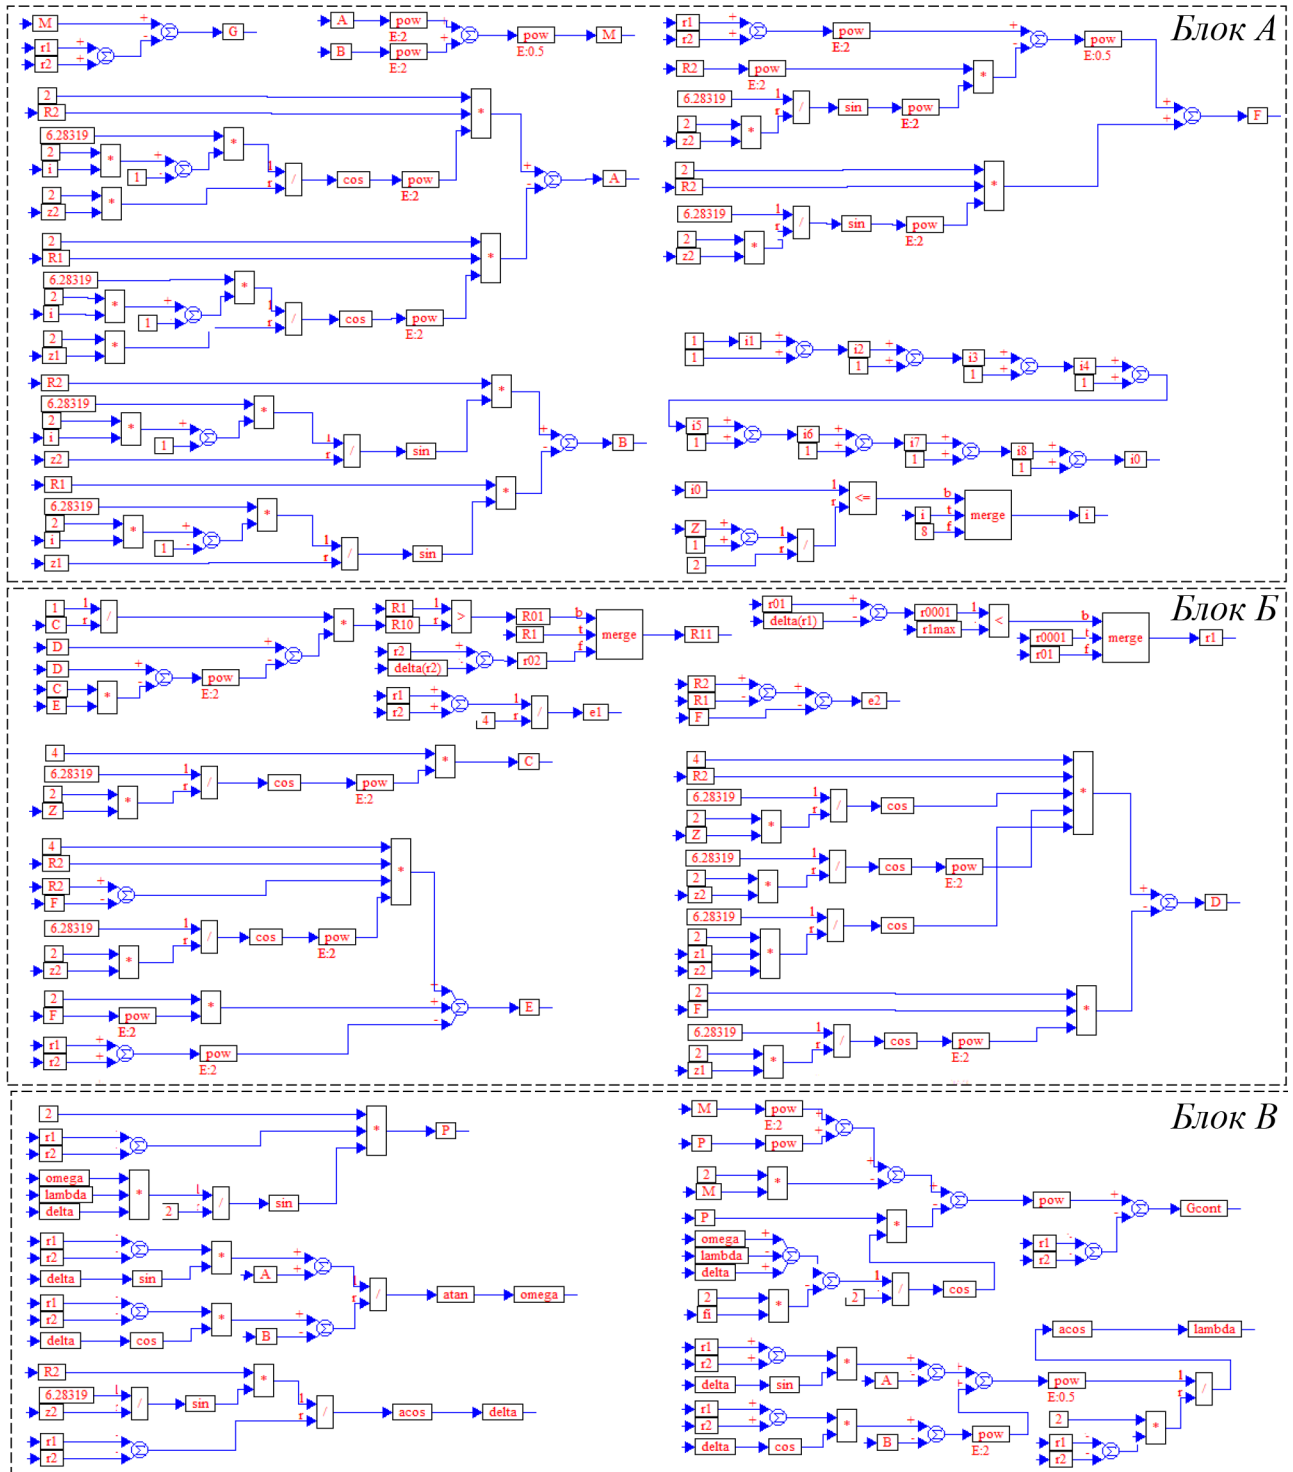 Блок А
M + - G
r1 + r2 +
A pow E:2 + B pow E:2 + pow E:0.5 M
r1 + r2 + pow E:2 + - pow E:0.5
R2 pow E:2 *
6.28319 l / r sin pow E:2
2 z2 *
+ + F
2 R2 *
6.28319 l / r sin pow E:2
2 z2 *
2 R2 *
6.28319 *
2 i * + - 1
l / r cos pow E:2
2 z2 *
+ - A
2 R1 *
6.28319 *
2 i * + - 1
l / r cos pow E:2
2 z1 *
R2 *
6.28319 *
2 i * + - 1
z2 l / r sin
+ - B
R1 *
6.28319 *
2 i * + - 1
z1 l / r sin
1 i1 + 1 + i2 + 1 + i3 + 1 + i4 + 1 +
i5 + 1 + i6 + 1 + i7 + 1 + i8 + 1 + i0
i0 l <= r
Z + 1 + l / r 2
i 8 b t f merge i
Блок Б
1 C l / r *
D + -
D + - pow E:2
C E *
R1 R10 l > r
R01 R1 b t f merge R11
r2 delta(r2) r02
r1 + r2 + 4 l / r e1
r01 + delta(r1) - r0001 r1max l <
r0001 r01 b t f merge r1
R2 + R1 - + F - e2
4 * C
6.28319 l / r cos pow E:2
2 Z *
4 R2 *
R2 + F -
6.28319 l / r cos pow E:2
2 z2 *
2 F pow E:2 *
+ + - E
r1 + r2 + pow E:2
4 R2 *
6.28319 l / r cos
2 Z *
6.28319 l / r cos pow E:2
2 z2 *
6.28319 l / r cos
2 z1 z2 *
+ - D
2 F *
6.28319 l / r cos pow E:2
2 z1 *
Блок В
2 * P
r1 r2
omega lambda delta * / 2 sin
r1 r2 *
delta sin
A + +
l / r atan omega
r1 r2 *
delta cos
B + -
R2 *
6.28319 z2 l / sin
l / r acos delta
r1 r2
M pow E:2 + P pow +
2 M * + -
P * + -
omega + lambda - delta +
2 fi * + - l / 2 cos
pow + - Gcont
r1 r2
r1 + r2 + *
delta sin
A + -
r1 + r2 *
delta cos
B + - pow E:2
+ + pow E:0.5
2 * r1 r2
l / r
acos lambda